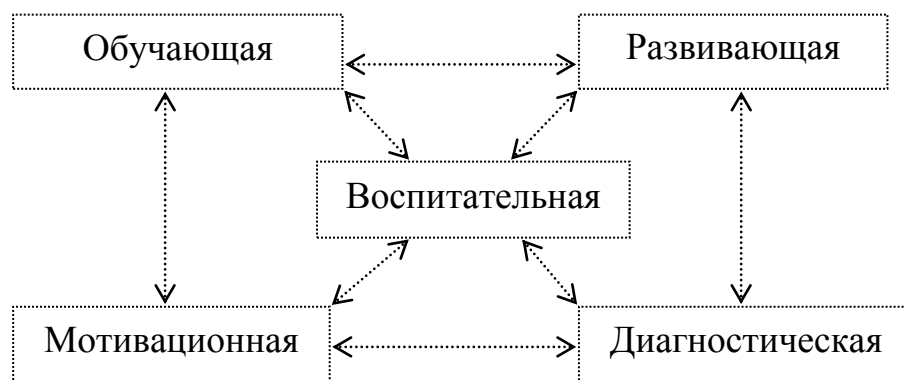 Обучающая
Развивающая
Воспитательная
Мотивационная
Диагностическая